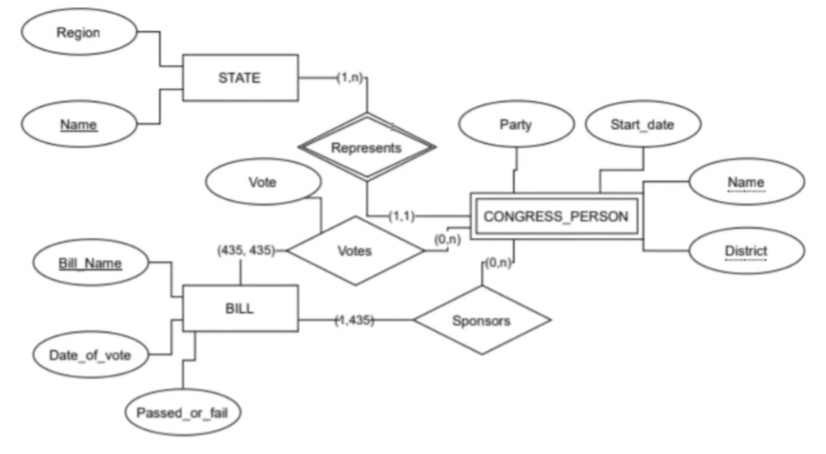 Region
STATE
(1,n)
Name
Represents
Party
Start_date
Vote
Name
(1,1)
CONGRESS_PERSON
(435, 435)
Votes
(0,n)
District
Bill_Name
(0,n)
BILL
(1,435)
Sponsors
Date_of_vote
Passed_or_fail